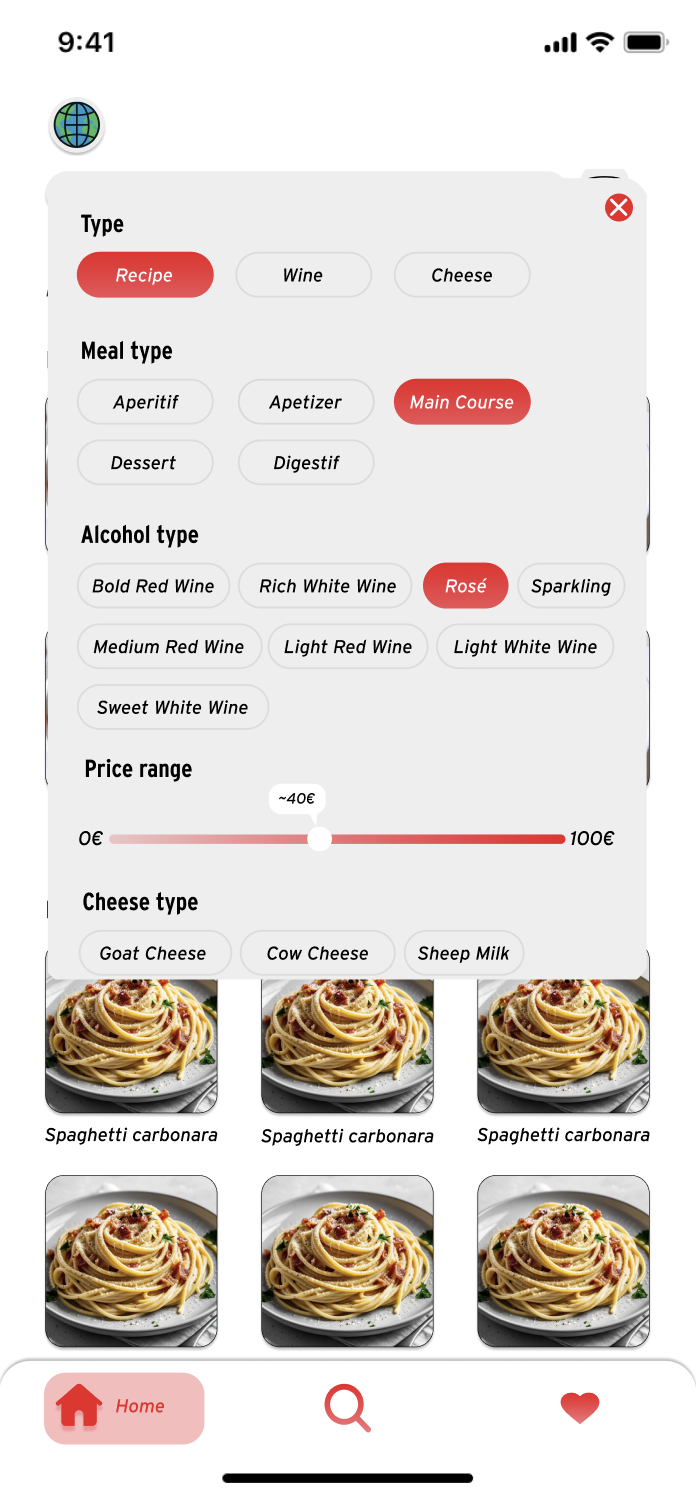 9:41
Type
Recipe Wine Cheese
Meal type
Aperitif Apetizer Main Course
Dessert Digestif
Alcohol type
Bold Red Wine Rich White Wine Rosé Sparkling
Medium Red Wine Light Red Wine Light White Wine
Sweet White Wine
Price range
~40€
0€ 100€
Cheese type
Goat Cheese Cow Cheese Sheep Milk
Spaghetti carbonara Spaghetti carbonara Spaghetti carbonara
Home